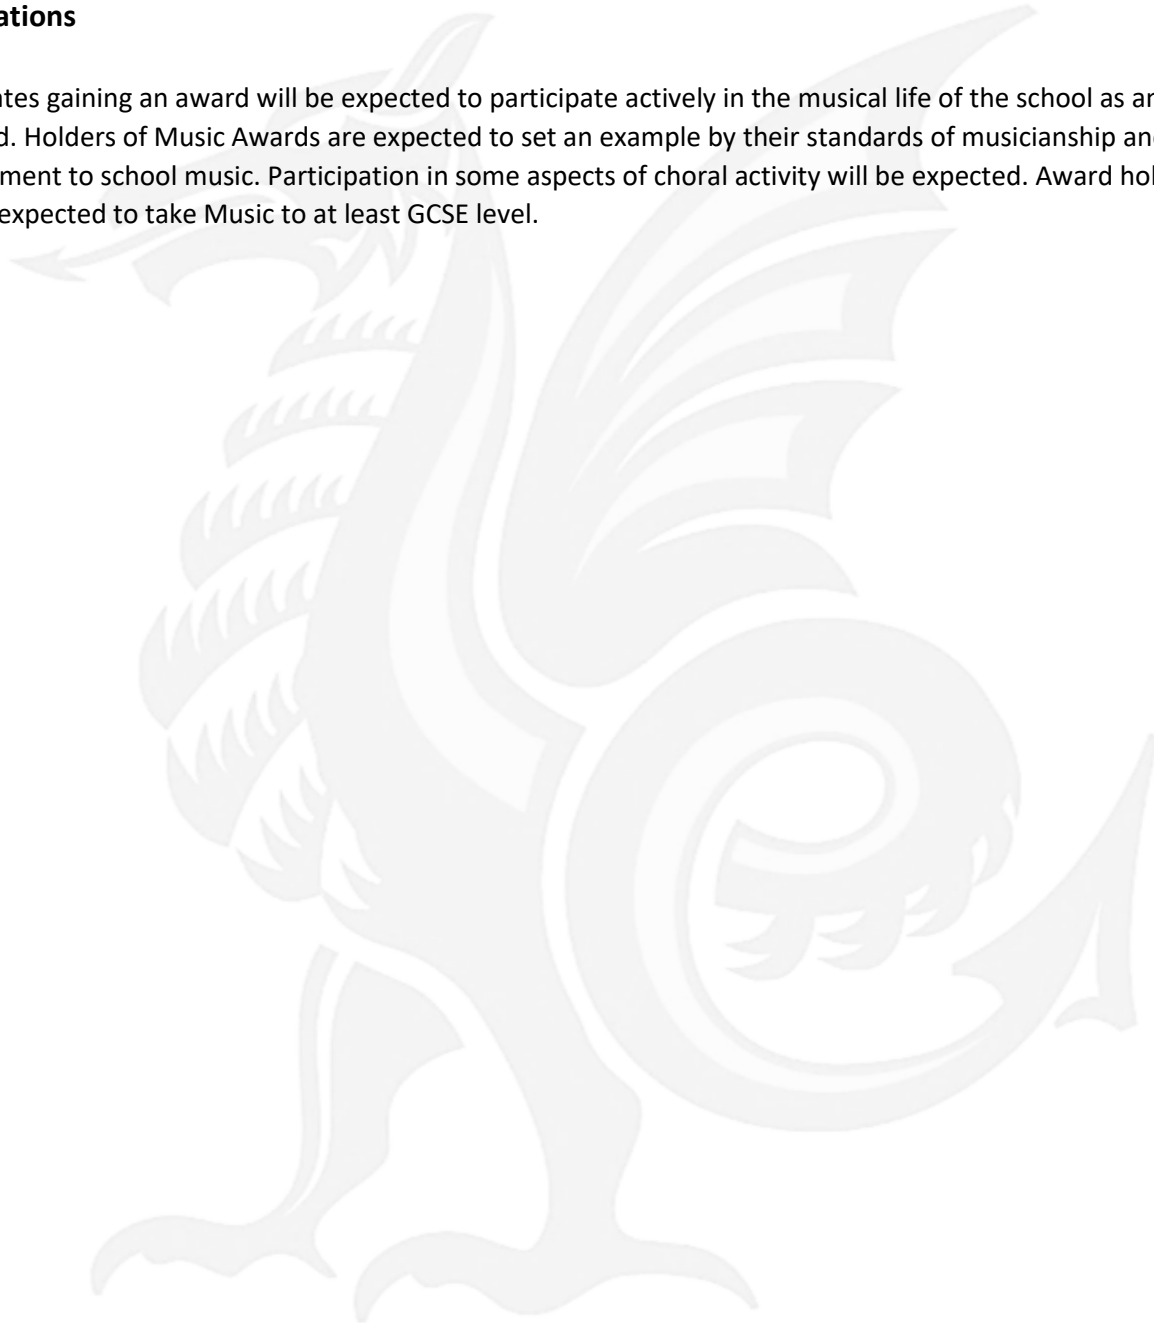 ations
ates gaining an award will be expected to participate actively in the musical life of the school as an
d. Holders of Music Awards are expected to set an example by their standards of musicianship an
ment to school music. Participation in some aspects of choral activity will be expected. Award hol
expected to take Music to at least GCSE level.